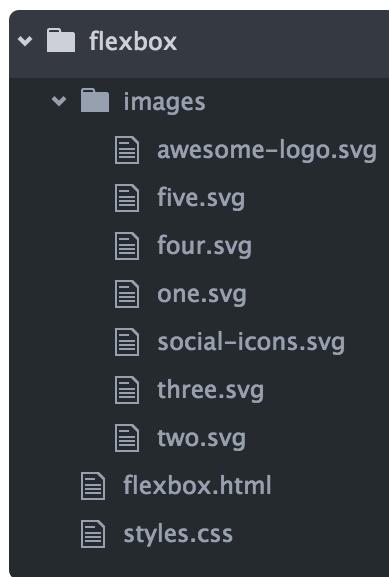 flexbox
images
awesome-logo.svg
five.svg
four.svg
one.svg
social-icons.svg
three.svg
two.svg
flexbox.html
styles.css